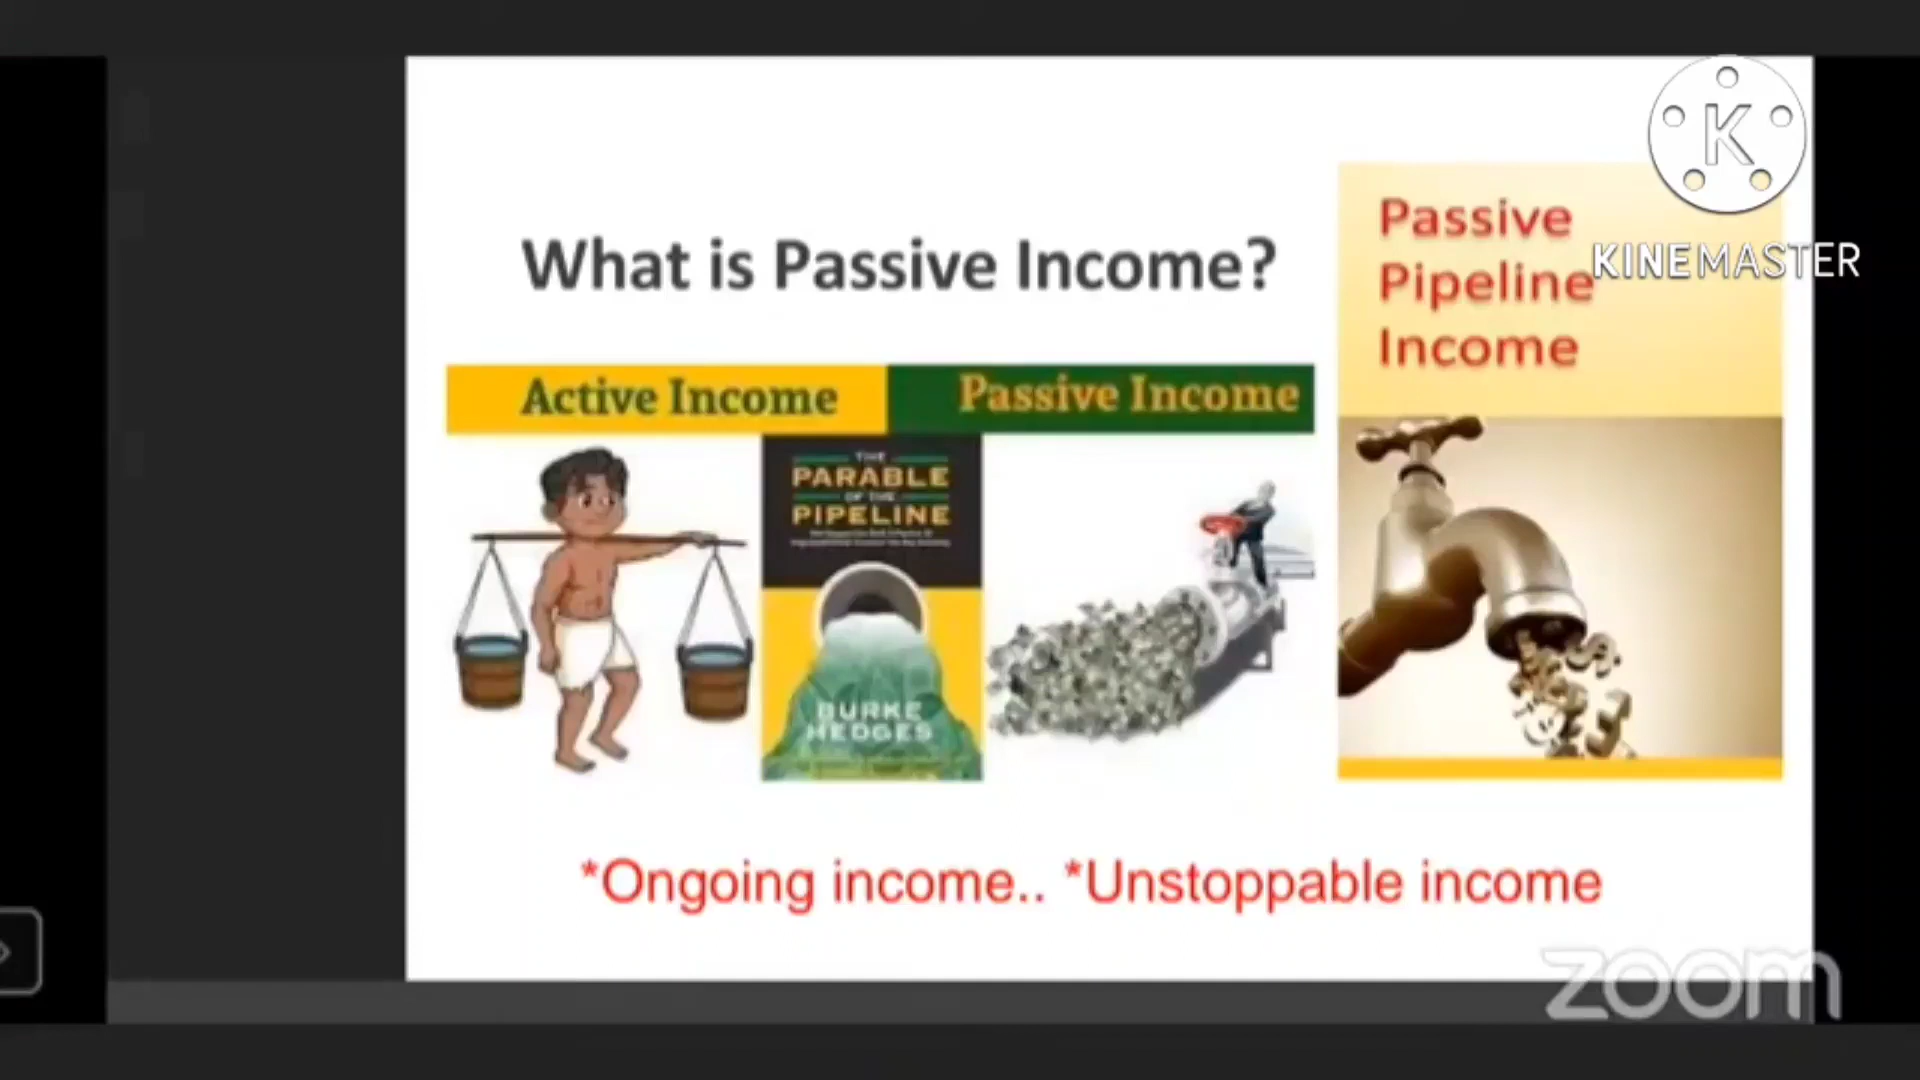 What is Passive Income?
Active Income
Passive Income
THE
PARABLE
OF THE
PIPELINE
BURKE
HEDGES
Passive
Pipeline
Income
*Ongoing income.. *Unstoppable income
K
KINEMASTER
zoom